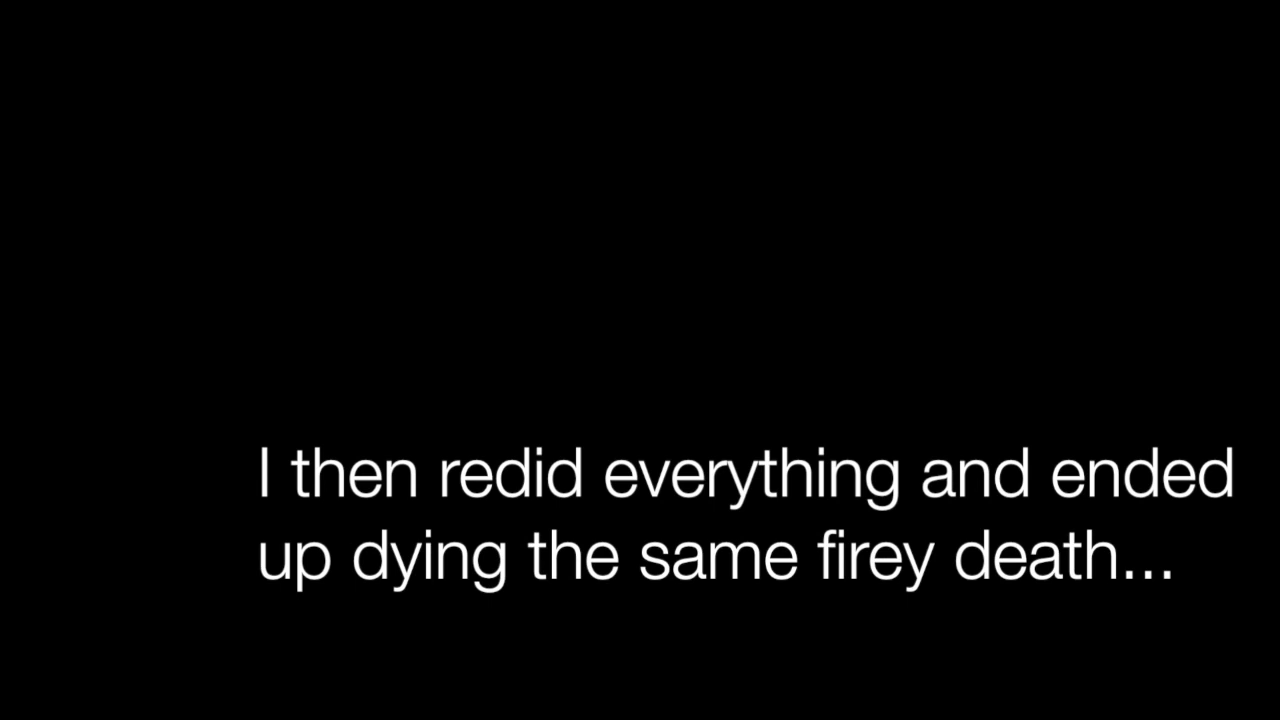 I then redid everything and ended
up dying the same firey death...